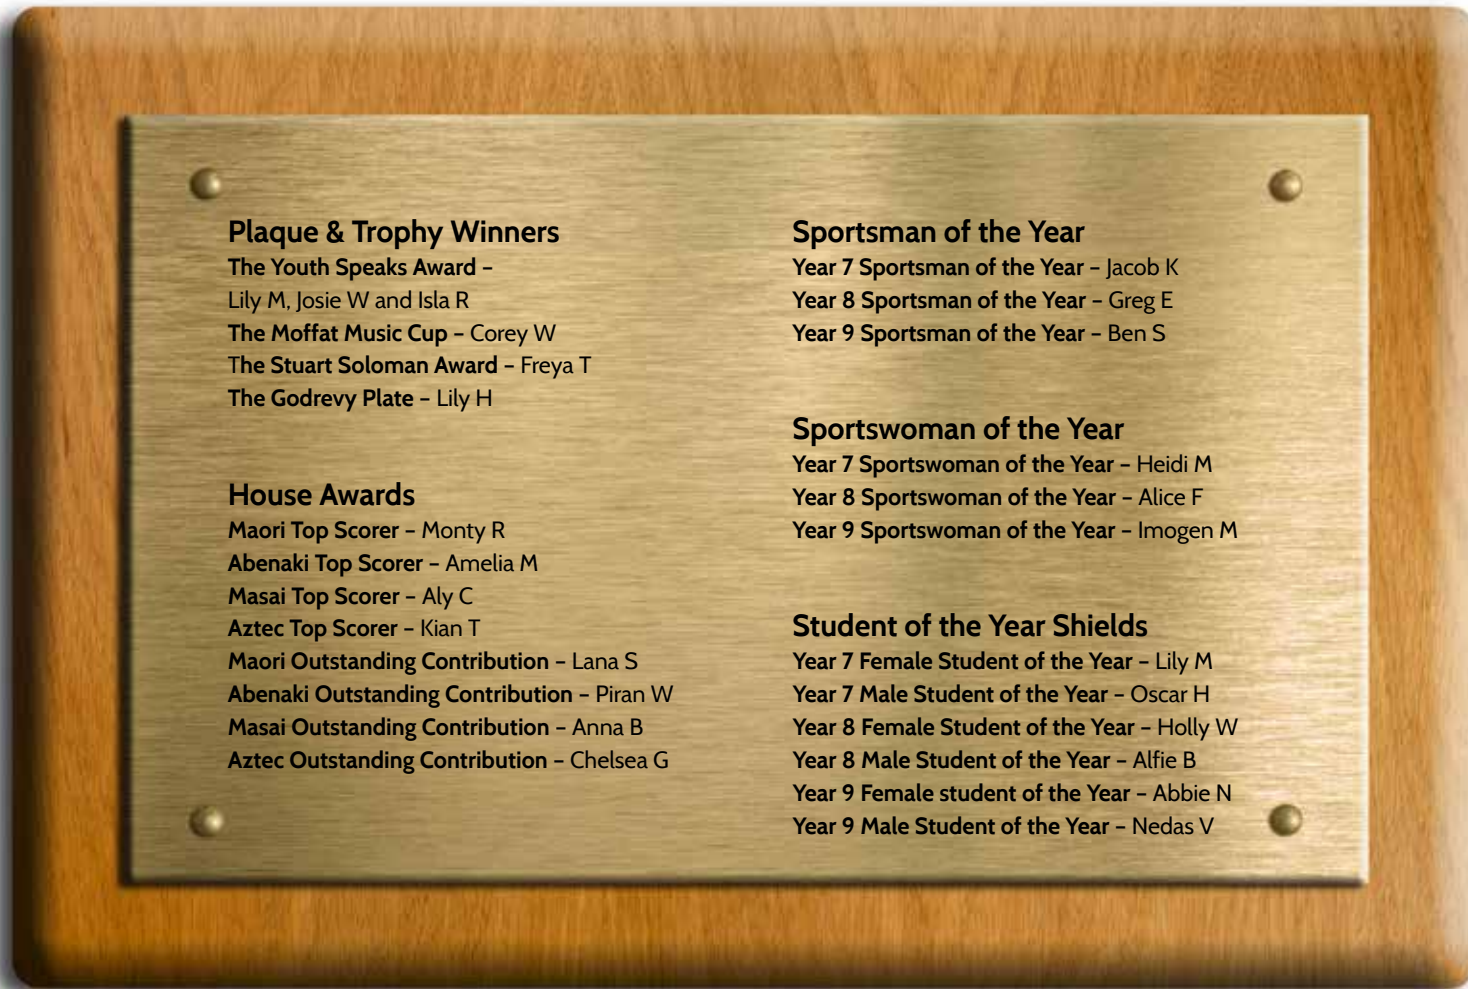 Plaque & Trophy Winners
The Youth Speaks Award –
Lily M, Josie W and Isla R
The Moffat Music Cup – Corey W
The Stuart Soloman Award – Freya T
The Godrevy Plate – Lily H
House Awards
Maori Top Scorer – Monty R
Abenaki Top Scorer – Amelia M
Masai Top Scorer – Aly C
Aztec Top Scorer – Kian T
Maori Outstanding Contribution – Lana S
Abenaki Outstanding Contribution – Piran W
Masai Outstanding Contribution – Anna B
Aztec Outstanding Contribution – Chelsea G
Sportsman of the Year
Year 7 Sportsman of the Year – Jacob K
Year 8 Sportsman of the Year – Greg E
Year 9 Sportsman of the Year – Ben S
Sportswoman of the Year
Year 7 Sportswoman of the Year – Heidi M
Year 8 Sportswoman of the Year – Alice F
Year 9 Sportswoman of the Year – Imogen M
Student of the Year Shields
Year 7 Female Student of the Year – Lily M
Year 7 Male Student of the Year – Oscar H
Year 8 Female Student of the Year – Holly W
Year 8 Male Student of the Year – Alfie B
Year 9 Female student of the Year – Abbie N
Year 9 Male Student of the Year – Nedas V